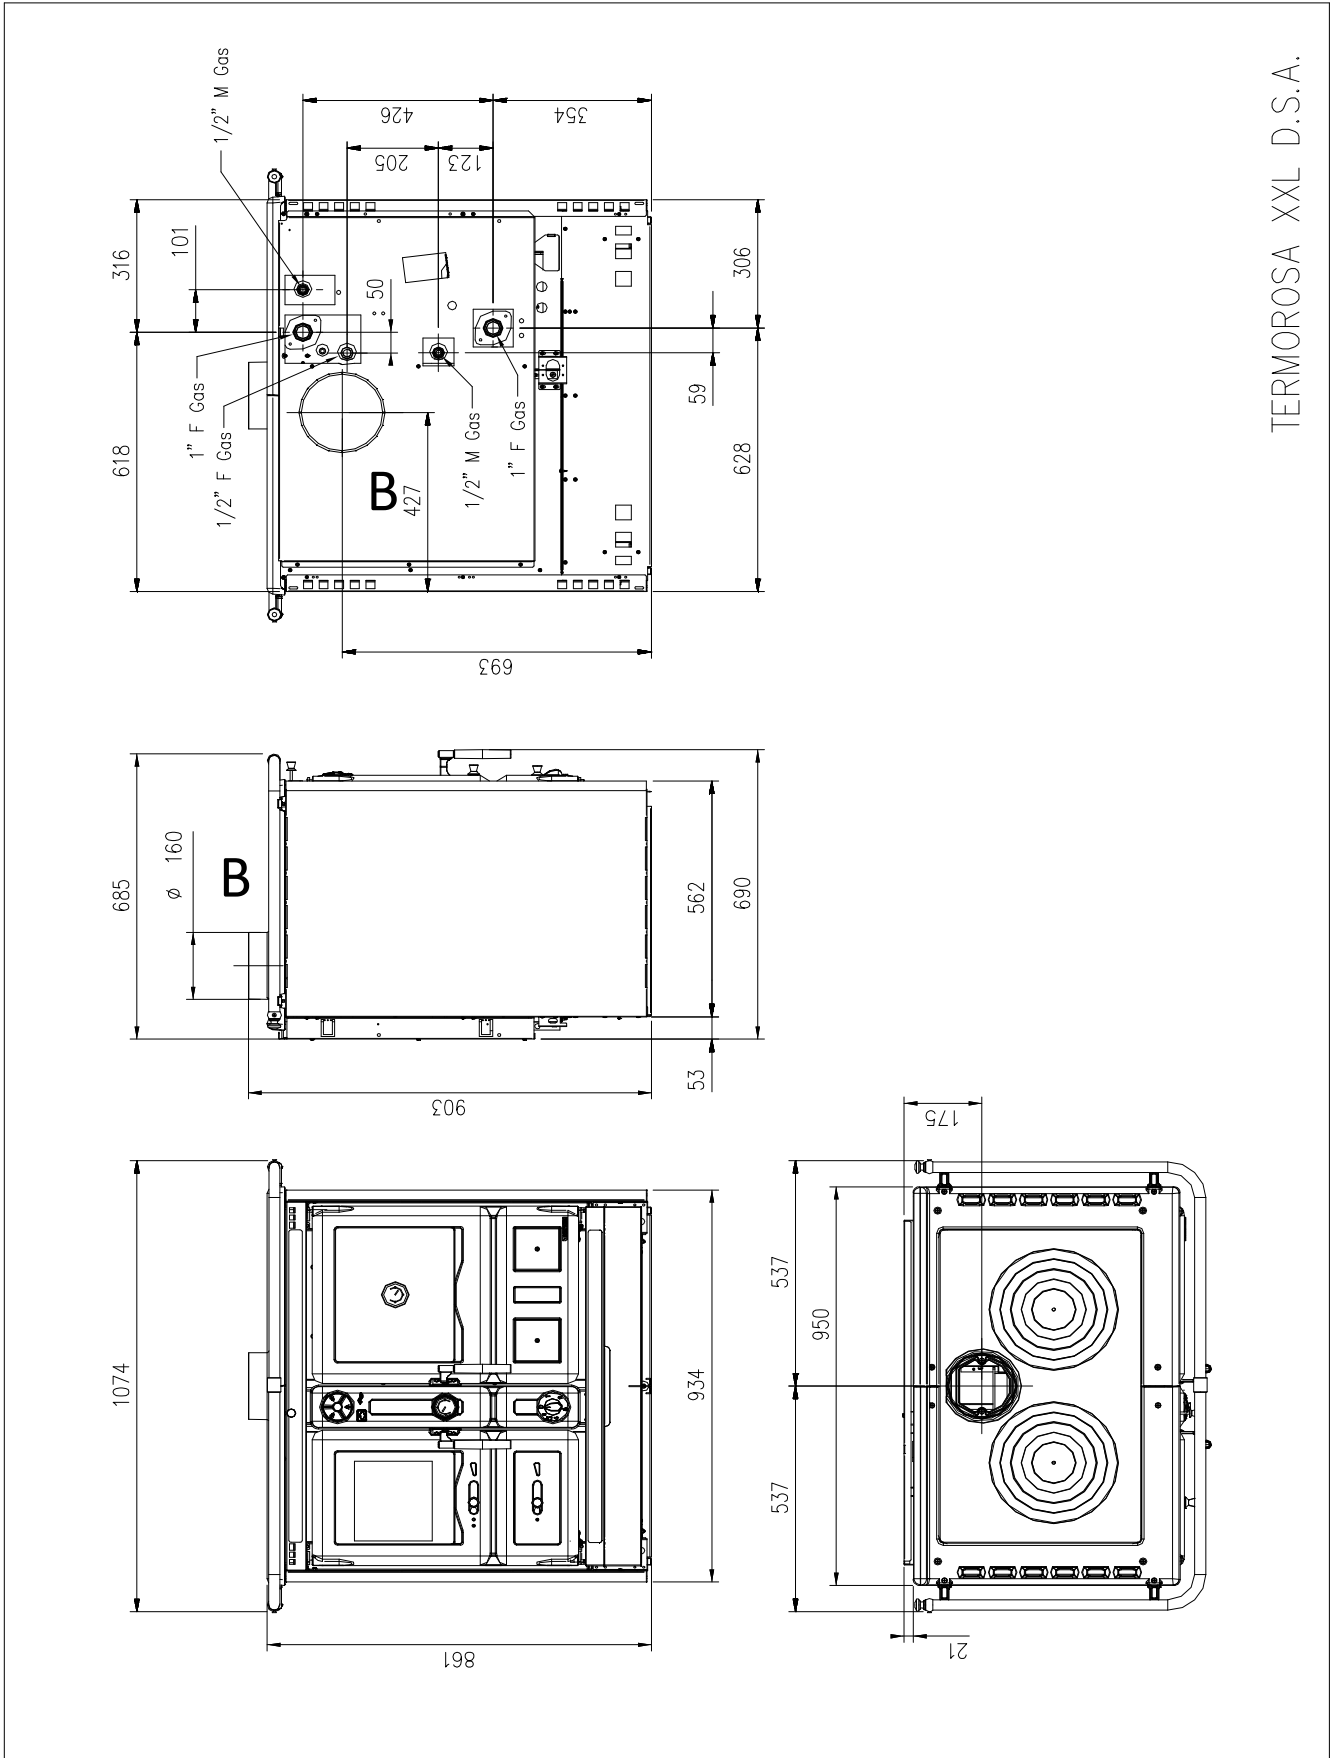 1/2" M Gas
426
354
205
123
316
101
50
306
618
1" F Gas
1/2" F Gas
B
427
1/2" M Gas
1" F Gas
59
628
693
685
ø 160
B
562
690
53
903
1074
934
861
175
537
950
537
21
TERMOROSA XXL D.S.A.